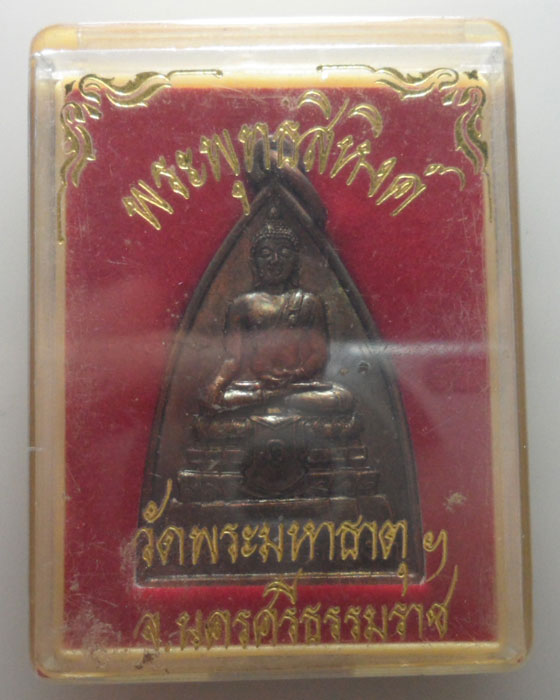 พระพุทธสิหิงค์
วัดพระมหาธาตุ ฯ
จ.นครศรีธรรมราช